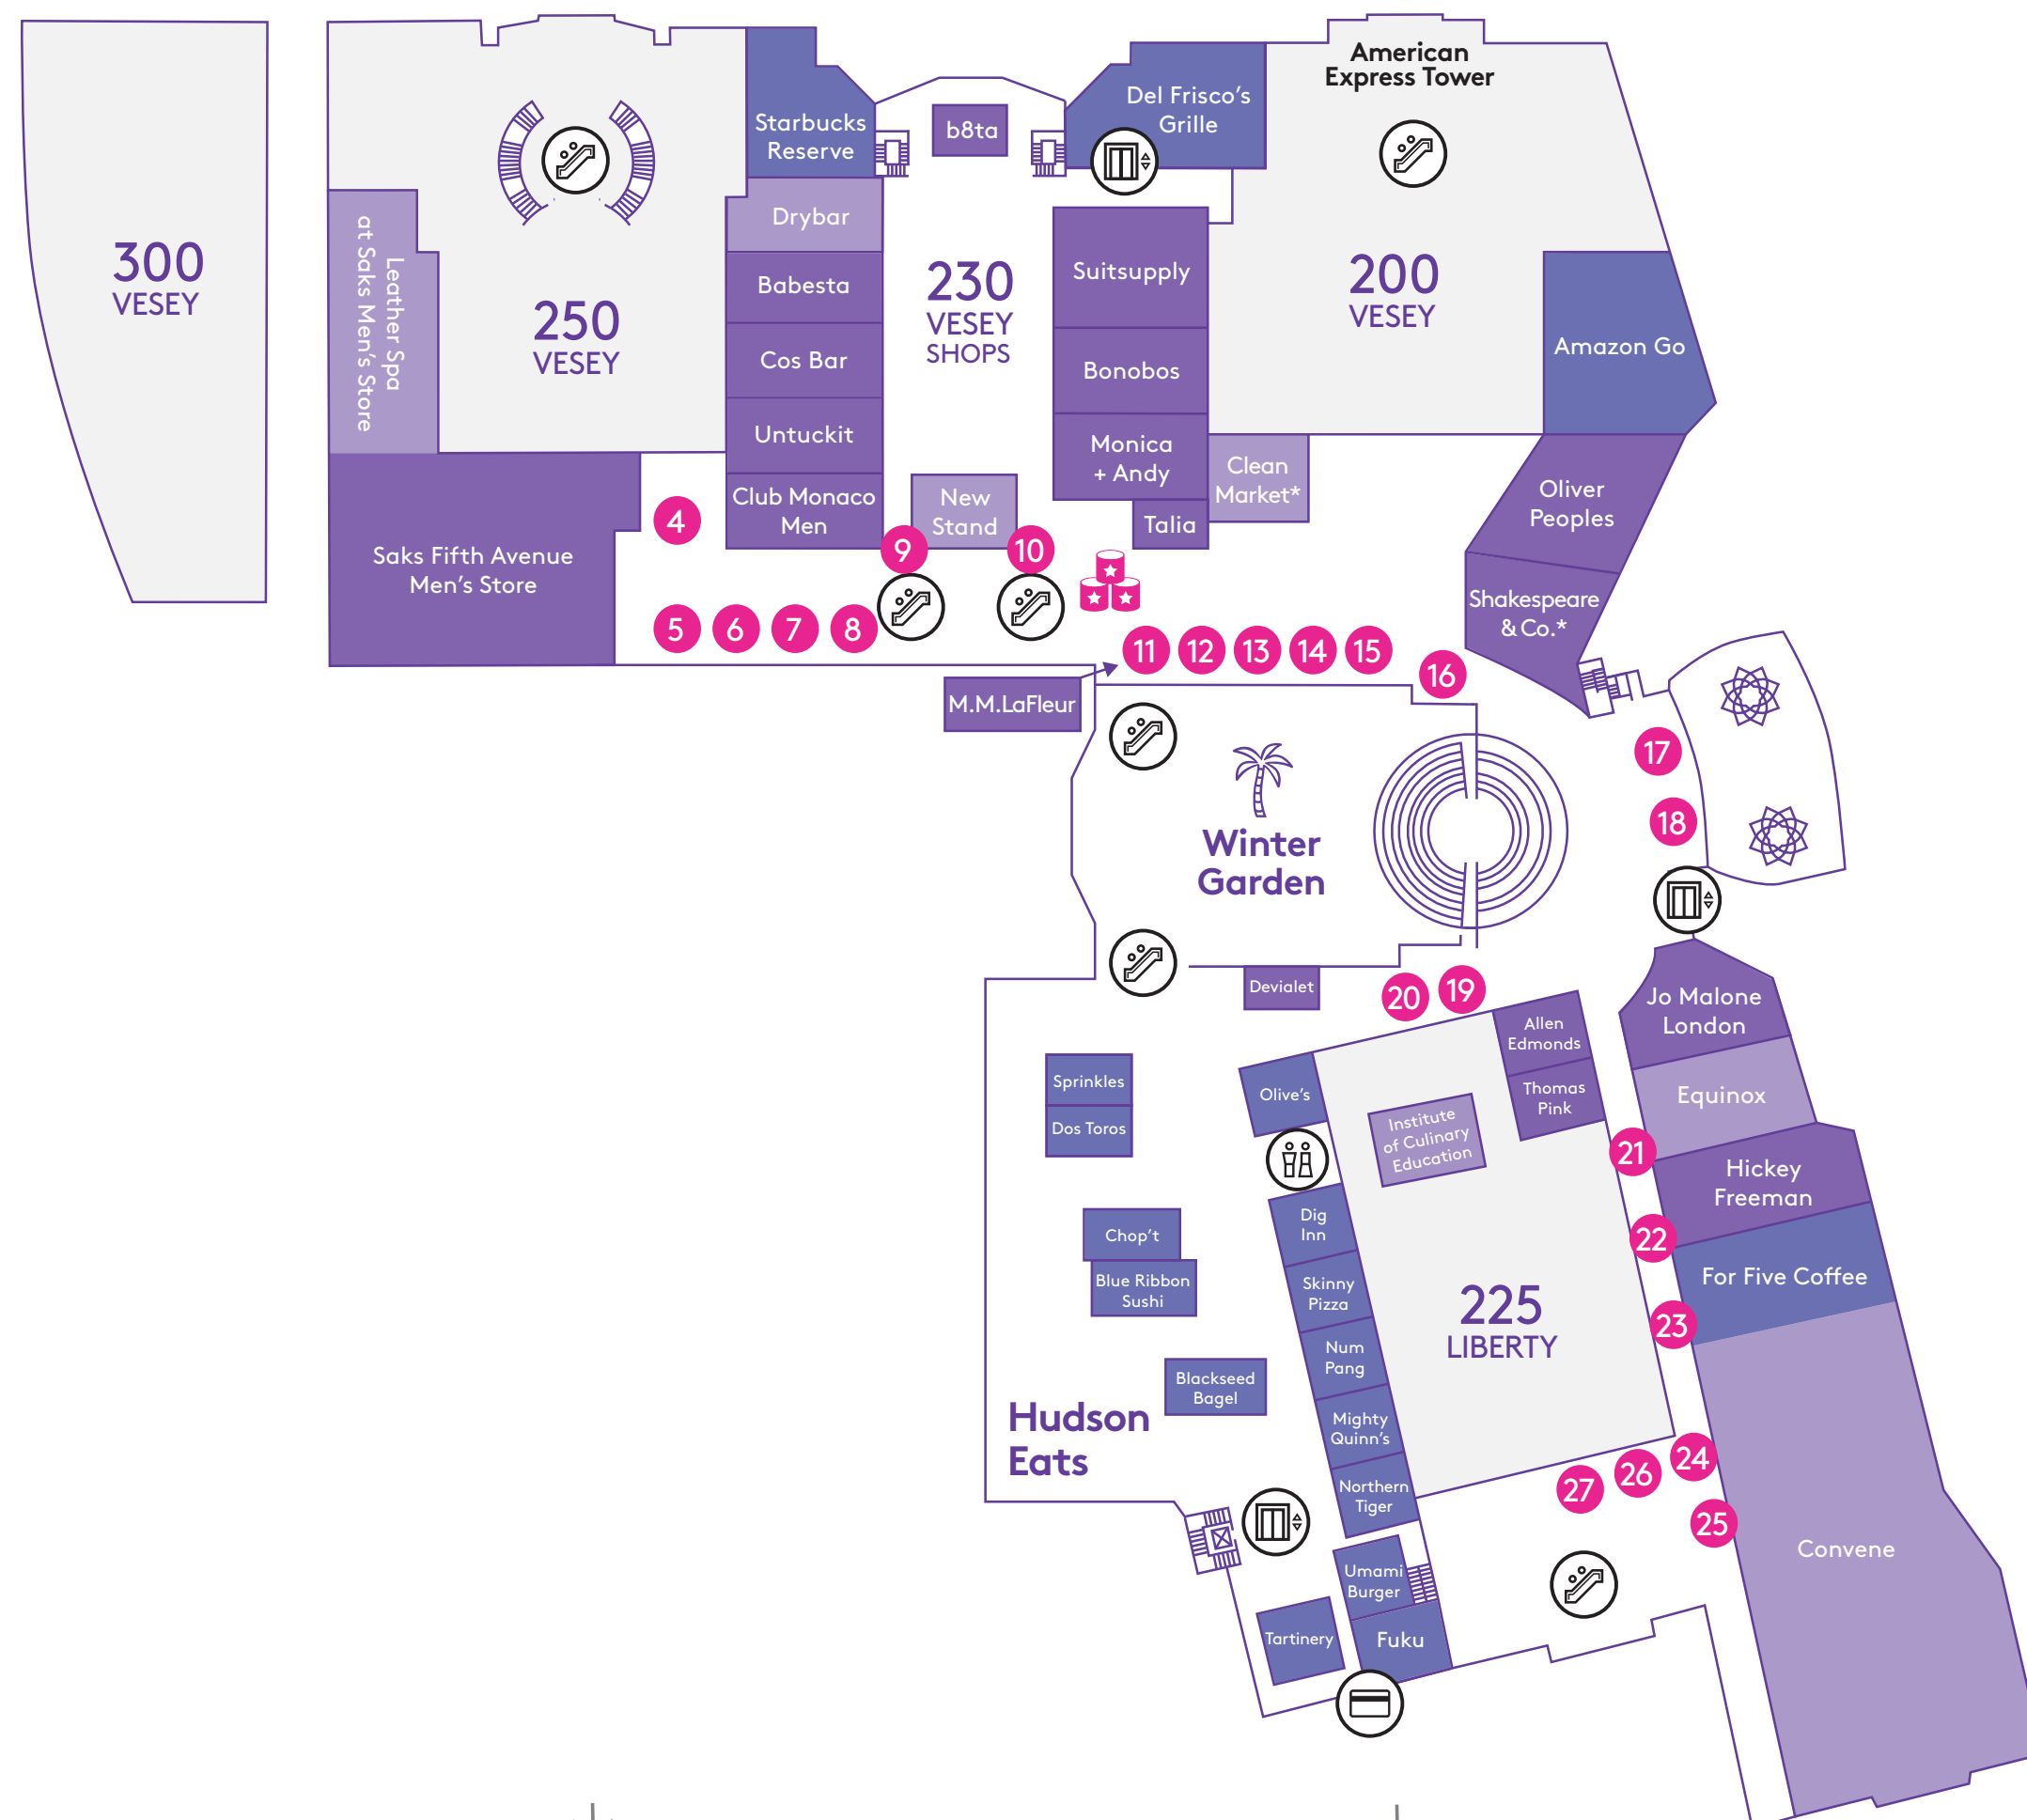 American
Express Tower
Starbucks
Reserve
b8ta
Del Frisco's
Grille
300
VESEY
Leather Spa
at Saks Men's Store
250
VESEY
Drybar
Babesta
Cos Bar
Untuckit
Club Monaco
Men
230
VESEY
SHOPS
New
Stand
Suitsupply
Bonobos
Monica
+ Andy
Talia
Clean
Market*
200
VESEY
Amazon Go
Oliver
Peoples
Shakespeare
& Co.*
Saks Fifth Avenue
Men's Store
4
5
6
7
8
9
10
11
12
13
14
15
16
M.M.LaFleur
Winter
Garden
17
18
Devialet
20
19
Jo Malone
London
Allen
Edmonds
Thomas
Pink
Equinox
Sprinkles
Dos Toros
Olive's
Institute
of Culinary
Education
21
Hickey
Freeman
Chop't
Blue Ribbon
Sushi
Dig
Inn
22
For Five Coffee
Skinny
Pizza
225
LIBERTY
23
Num
Pang
Blackseed
Bagel
Hudson
Eats
Mighty
Quinn's
Northern
Tiger
27
26
24
25
Convene
Umami
Burger
Tartinery
Fuku